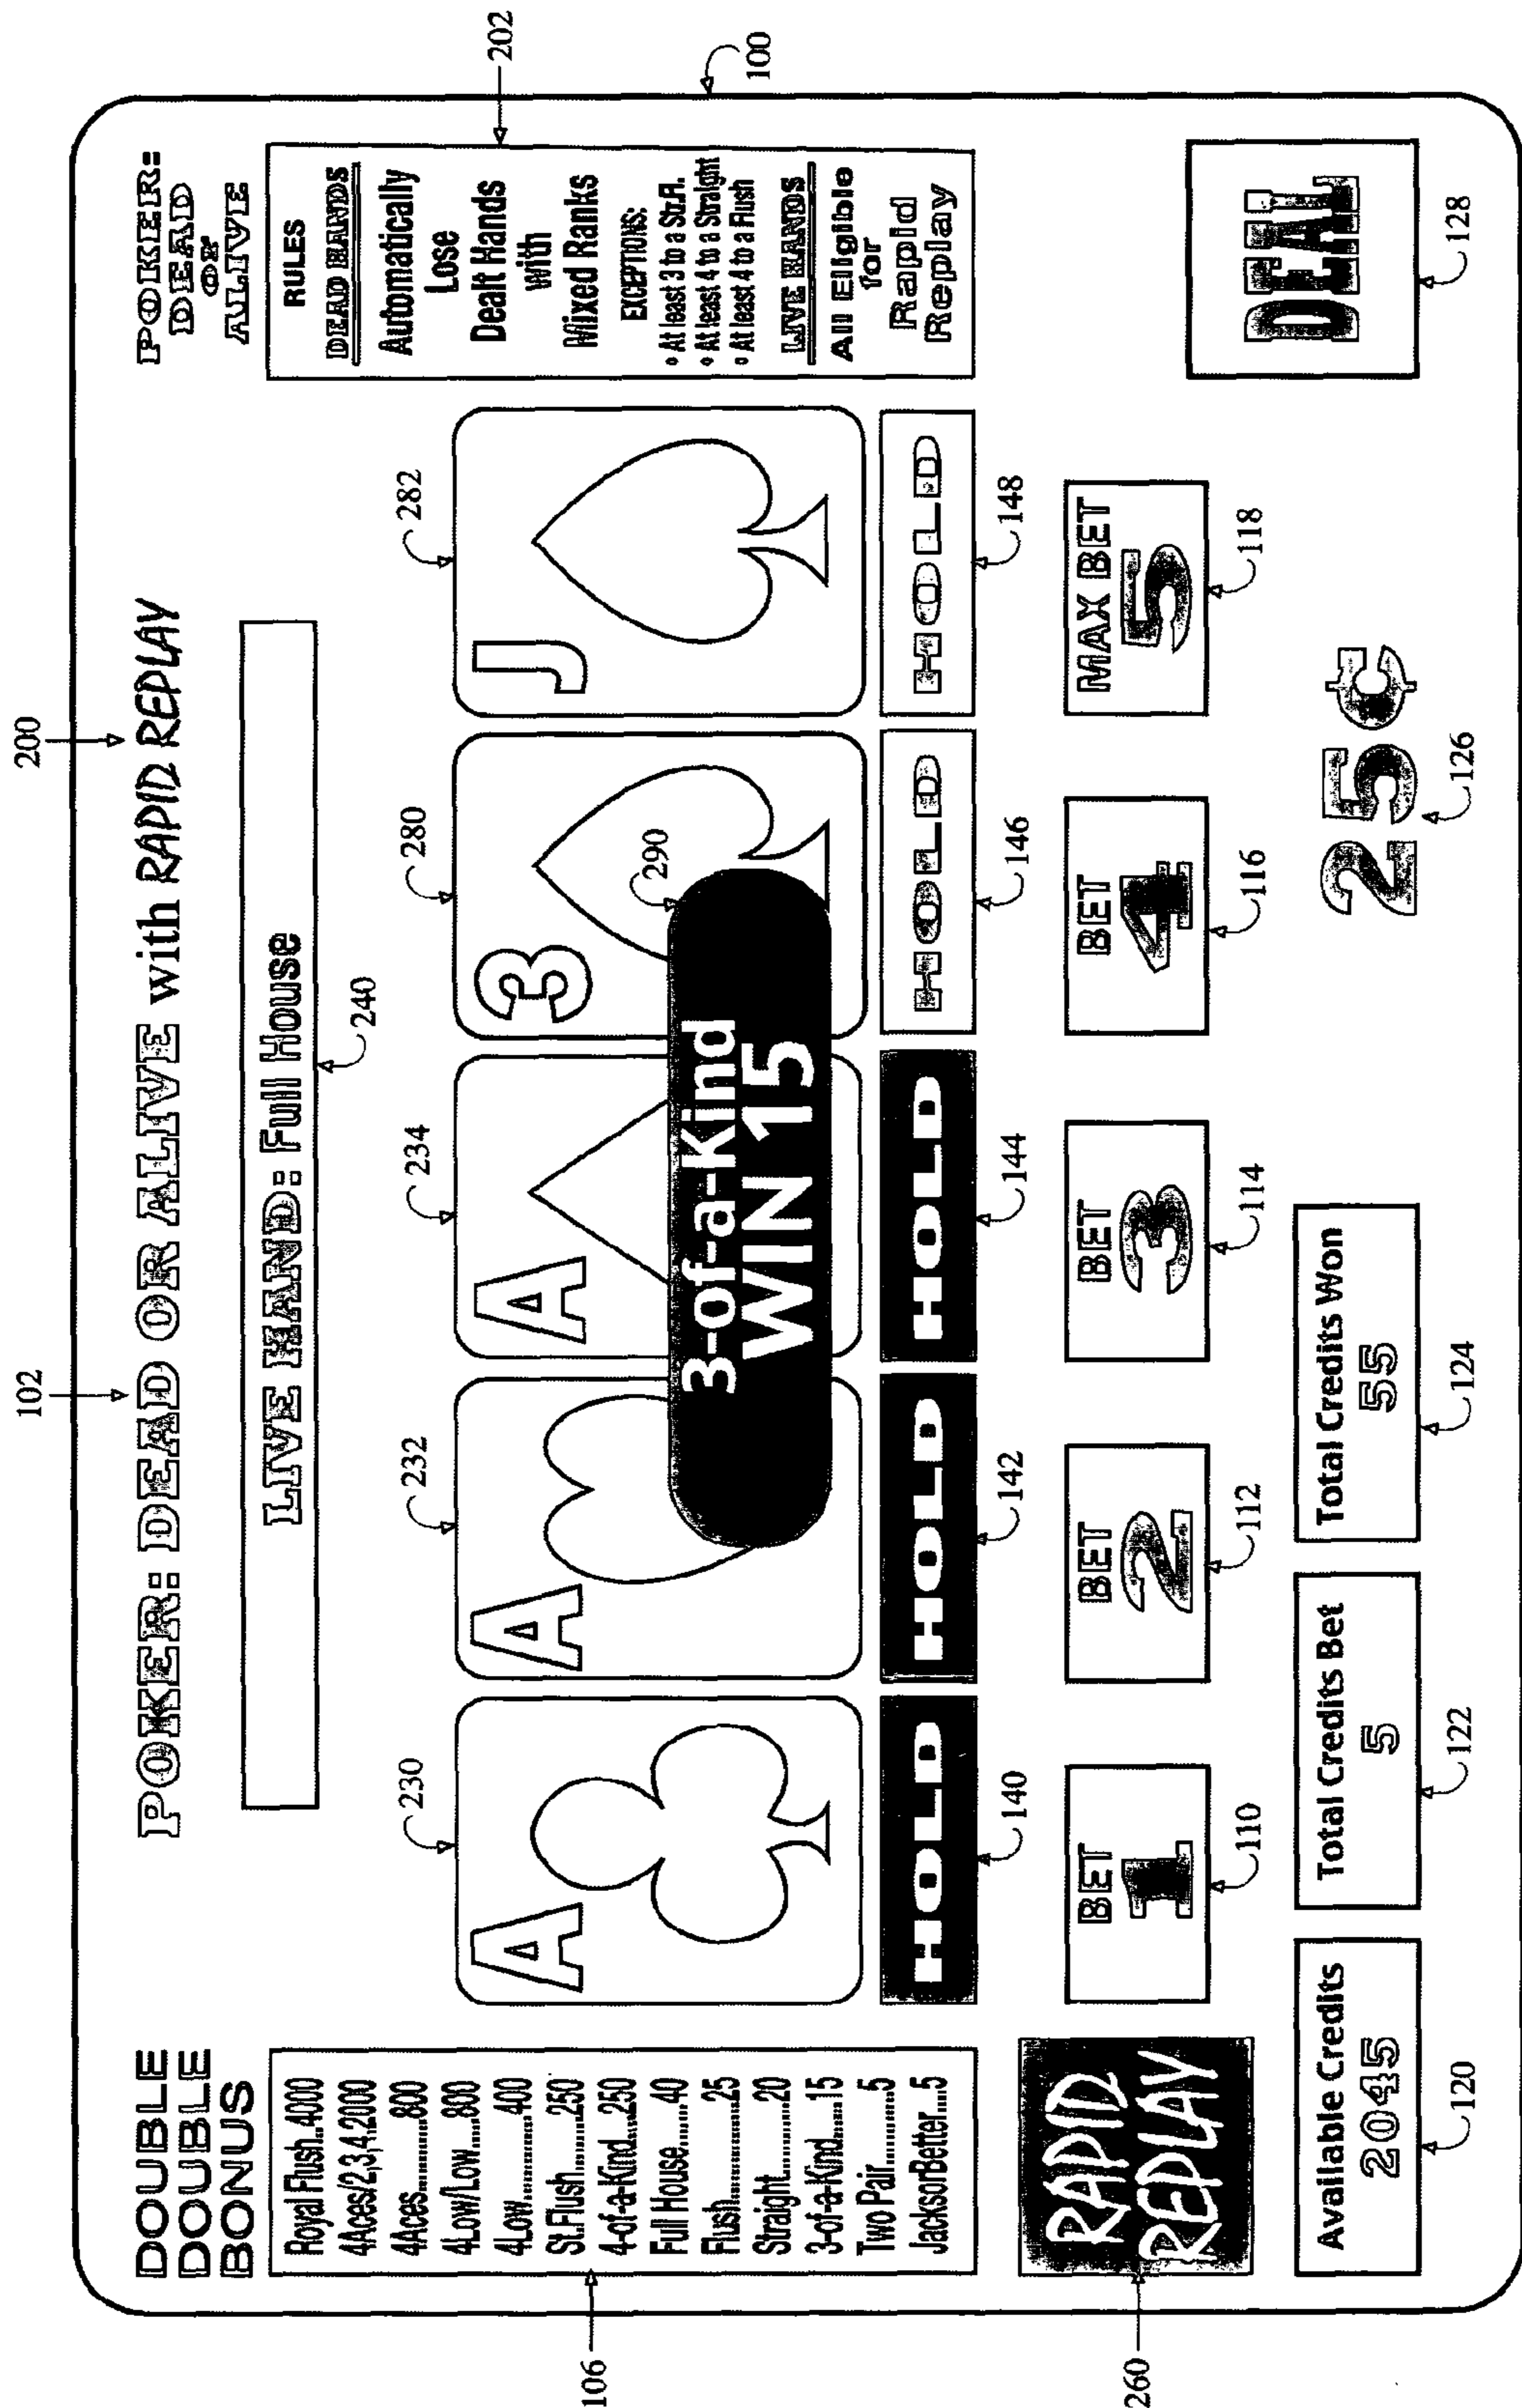 102
200
POKER: DEAD OR ALIVE with RAPID REPLAY
DOUBLE
DOUBLE
BONUS
Royal Flush..4000
4Aces/2,3,4.2000
4Aces.........800
4Low/Low....800
4Low............400
St.Flush.......250
4-of-a-Kind...250
Full House.....40
Flush............25
Straight.........20
3-of-a-Kind...15
Two Pair........5
JacksorBetter....5
106
LIVE HAND: Full House
240
230
232
234
280
282
A
A
A
3
J
290
3-of-a-Kind
WIN 15
HOLD
HOLD
HOLD
HOLD
HOLD
140
142
144
146
148
POKER:
DEAD
OR
ALIVE
RULES
DEAD HANDS
Automatically
Lose
Dealt Hands
with
Mixed Ranks
EXCEPTIONS:
° At least 3 to a Str.Fl.
° At least 4 to a Straight
° At least 4 to a Flush
LIVE HANDS
All Eligible
for
Rapid
Replay
202
100
RAPID
REPLAY
260
BET
1
110
BET
2
112
BET
3
114
BET
4
116
MAX BET
5
118
Available Credits
2045
120
Total Credits Bet
5
122
Total Credits Won
55
124
25¢
126
DEAL
128